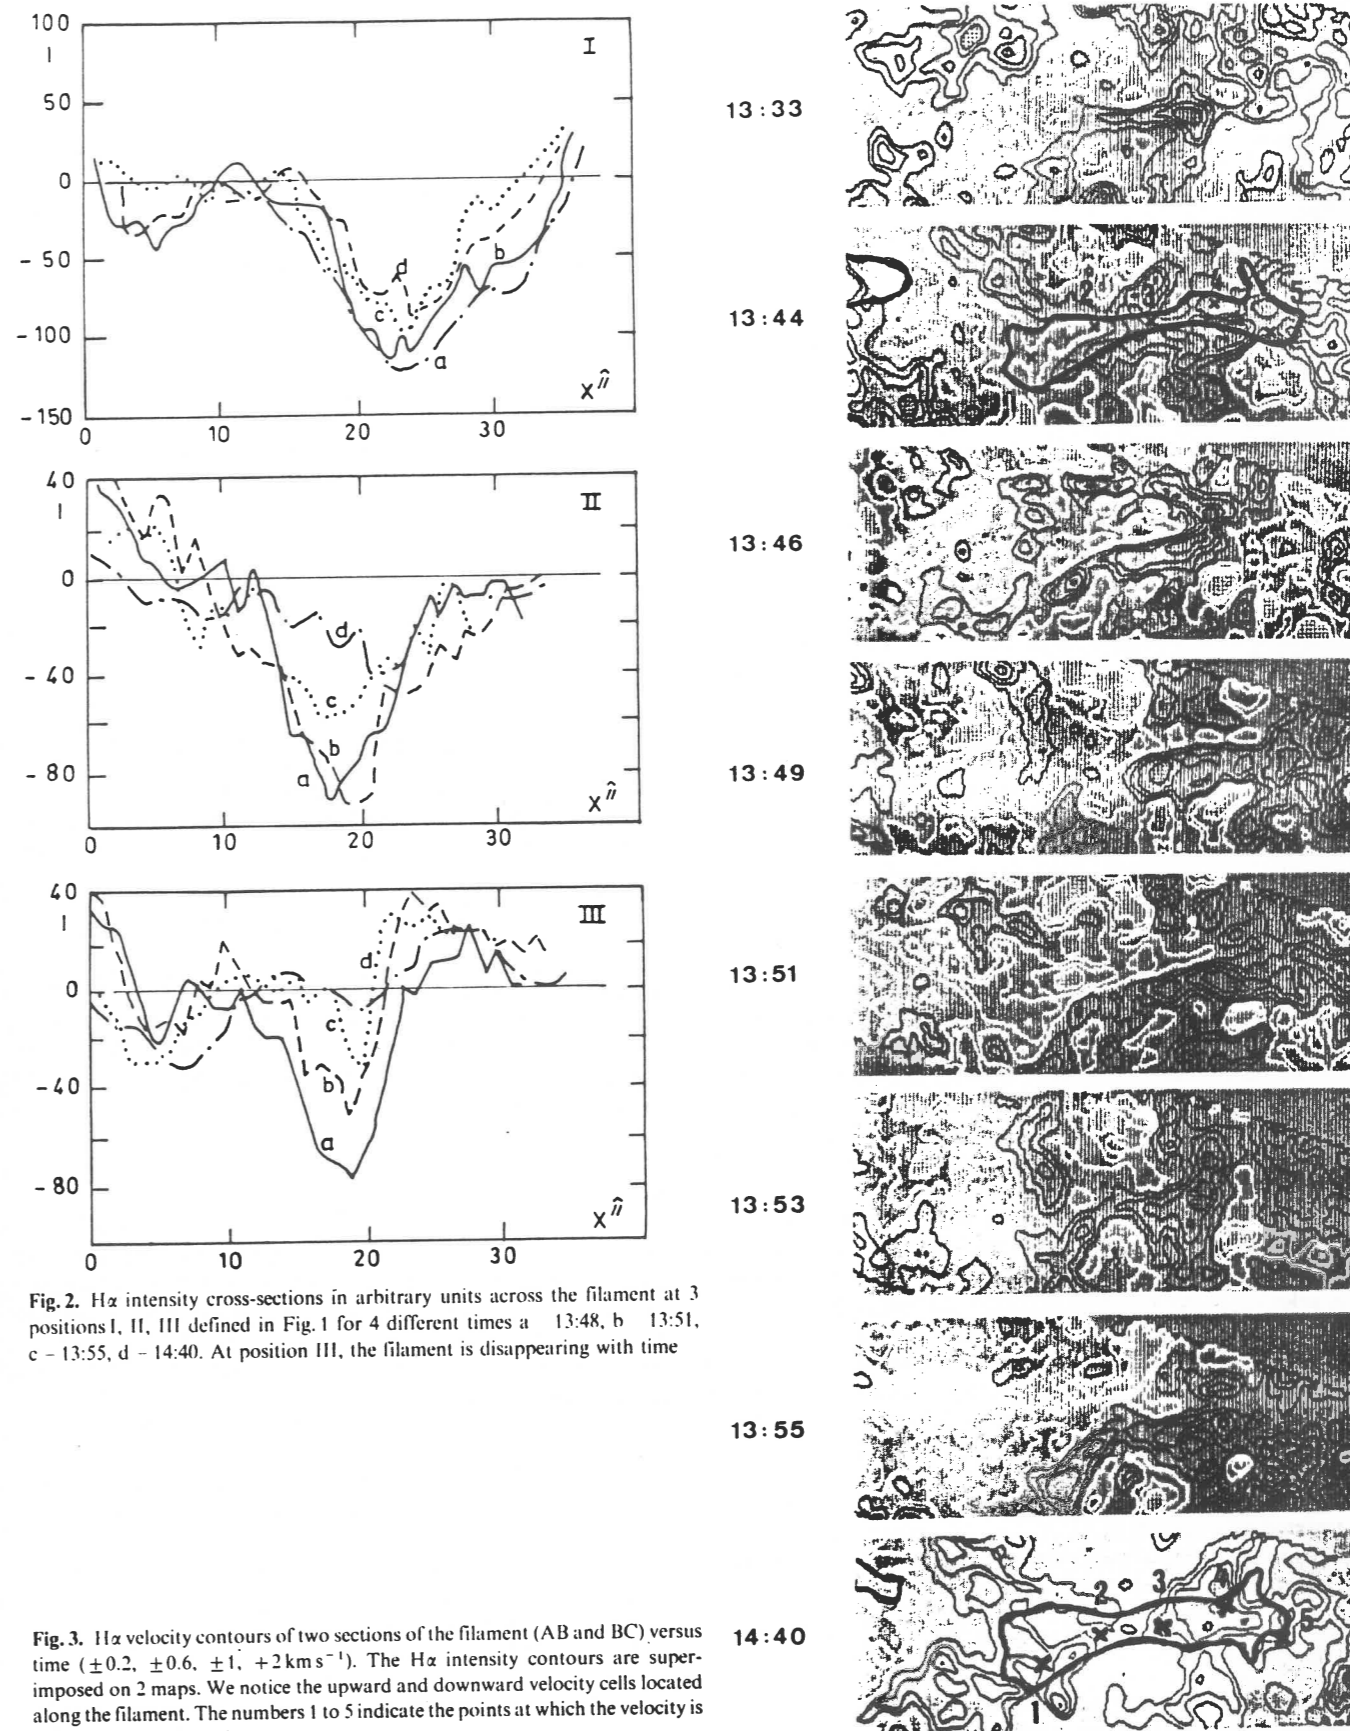 100
I
I
50
0
- 50
d
b
c
- 100
a
X"
- 150
0
10
20
30
40
I
II
0
d
- 40
c
b
a
- 80
X"
0
10
20
30
40
I
III
d
0
c
- 40
b
a
- 80
X"
0
10
20
30
Fig. 2. Hα intensity cross-sections in arbitrary units across the filament at 3
positions I, II, III defined in Fig. 1 for 4 different times a 13:48, b 13:51,
c – 13:55, d – 14:40. At position III, the filament is disappearing with time
Fig. 3. Hα velocity contours of two sections of the filament (AB and BC) versus
time (±0.2, ±0.6, ±1, +2 km s⁻¹). The Hα intensity contours are super-
imposed on 2 maps. We notice the upward and downward velocity cells located
along the filament. The numbers 1 to 5 indicate the points at which the velocity is
13:33
13:44
2
3
4
5
13:46
13:49
13:51
13:53
13:55
14:40
2
3
4
5
1